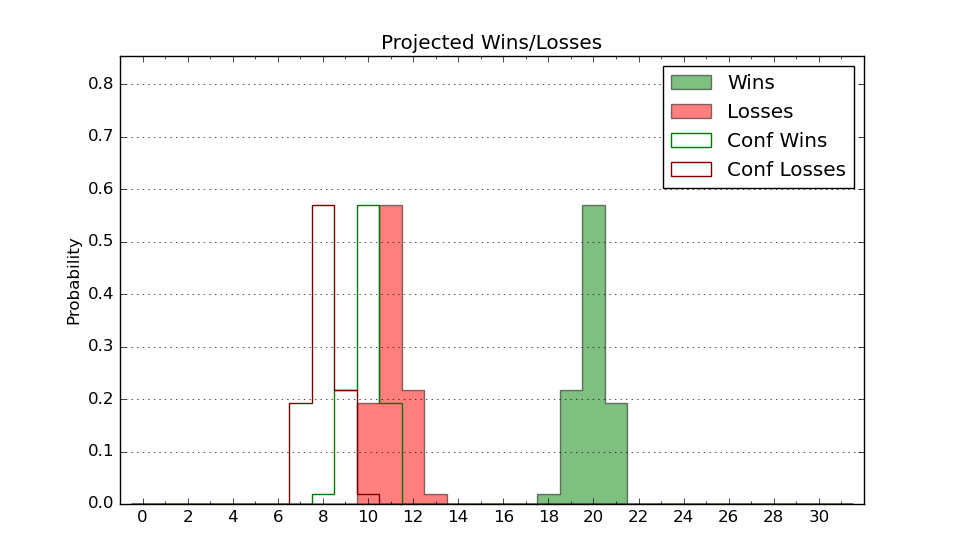 Projected Wins/Losses
Wins
Losses
Conf Wins
Conf Losses
Probability
0.8
0.7
0.6
0.5
0.4
0.3
0.2
0.1
0.0
0 2 4 6 8 10 12 14 16 18 20 22 24 26 28 30